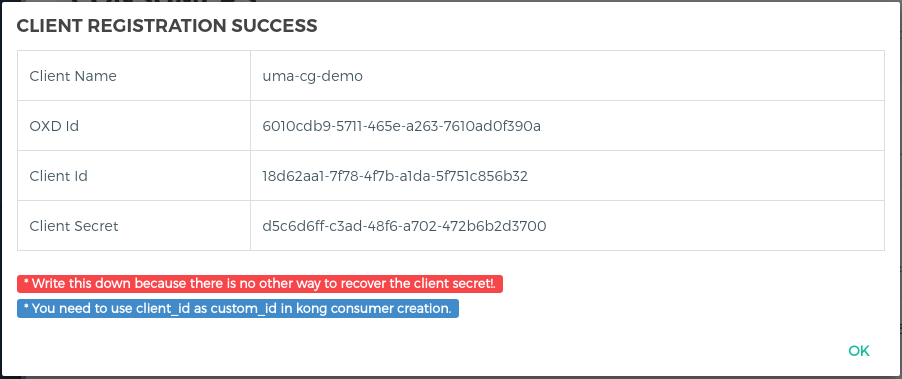 CLIENT REGISTRATION SUCCESS
Client Name uma-cg-demo
OXD Id 6010cdb9-5711-465e-a263-7610ad0f390a
Client Id 18d62aa1-7f78-4f7b-a1da-5f751c856b32
Client Secret d5c6d6ff-c3ad-48f6-a702-472b6b2d3700
* Write this down because there is no other way to recover the client secret!.
* You need to use client_id as custom_id in kong consumer creation.
OK